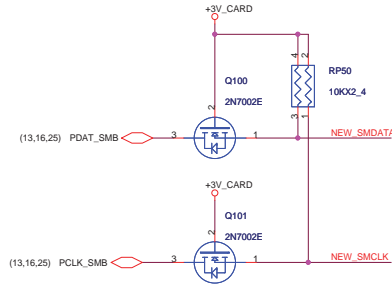 +3V_CARD
4
2
RP50
10KX2_4
3
1
Q100
2N7002E
2
(13,16,25) PDAT_SMB
3
1
NEW_SMDATA
+3V_CARD
Q101
2N7002E
2
(13,16,25) PCLK_SMB
3
1
NEW_SMCLK